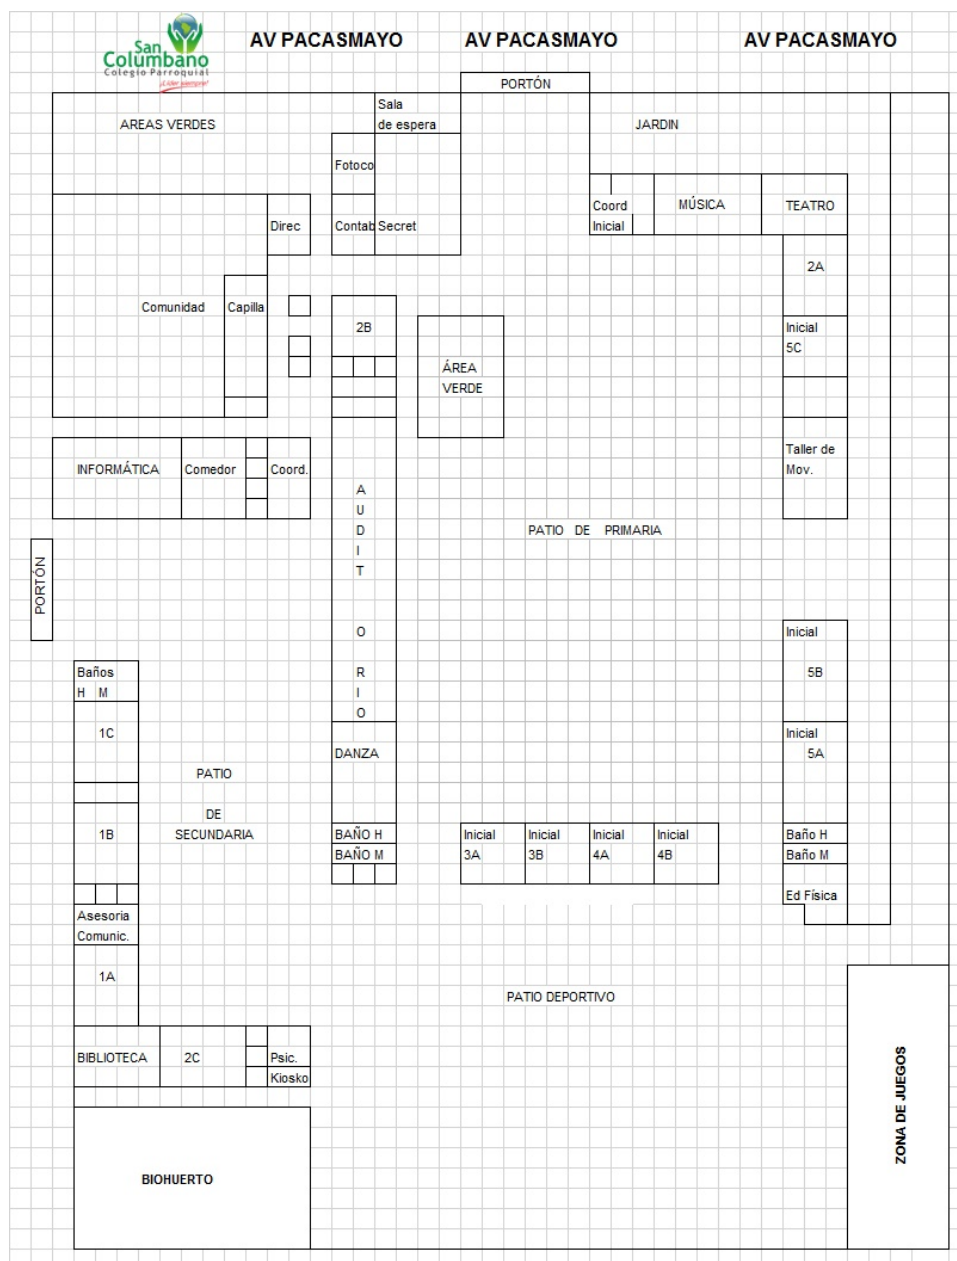 San
Columbano
Colegio Parroquial
¡Líder siempre!
AV PACASMAYO
AV PACASMAYO
AV PACASMAYO
PORTÓN
AREAS VERDES
Sala
de espera
JARDIN
Fotoco
Contab
Secret
Direc
Coord
Inicial
MÚSICA
TEATRO
2A
Comunidad
Capilla
2B
ÁREA
VERDE
Inicial
5C
INFORMÁTICA
Comedor
Coord.
Taller de
Mov.
A
U
D
I
T
O
R
I
O
PATIO DE PRIMARIA
PORTÓN
Baños
H M
1C
PATIO
DE
SECUNDARIA
1B
DANZA
BAÑO H
BAÑO M
Inicial
3A
Inicial
3B
Inicial
4A
Inicial
4B
Inicial
5B
Inicial
5A
Baño H
Baño M
Ed Física
Asesoria
Comunic.
1A
PATIO DEPORTIVO
BIBLIOTECA
2C
Psic.
Kiosko
BIOHUERTO
ZONA DE JUEGOS